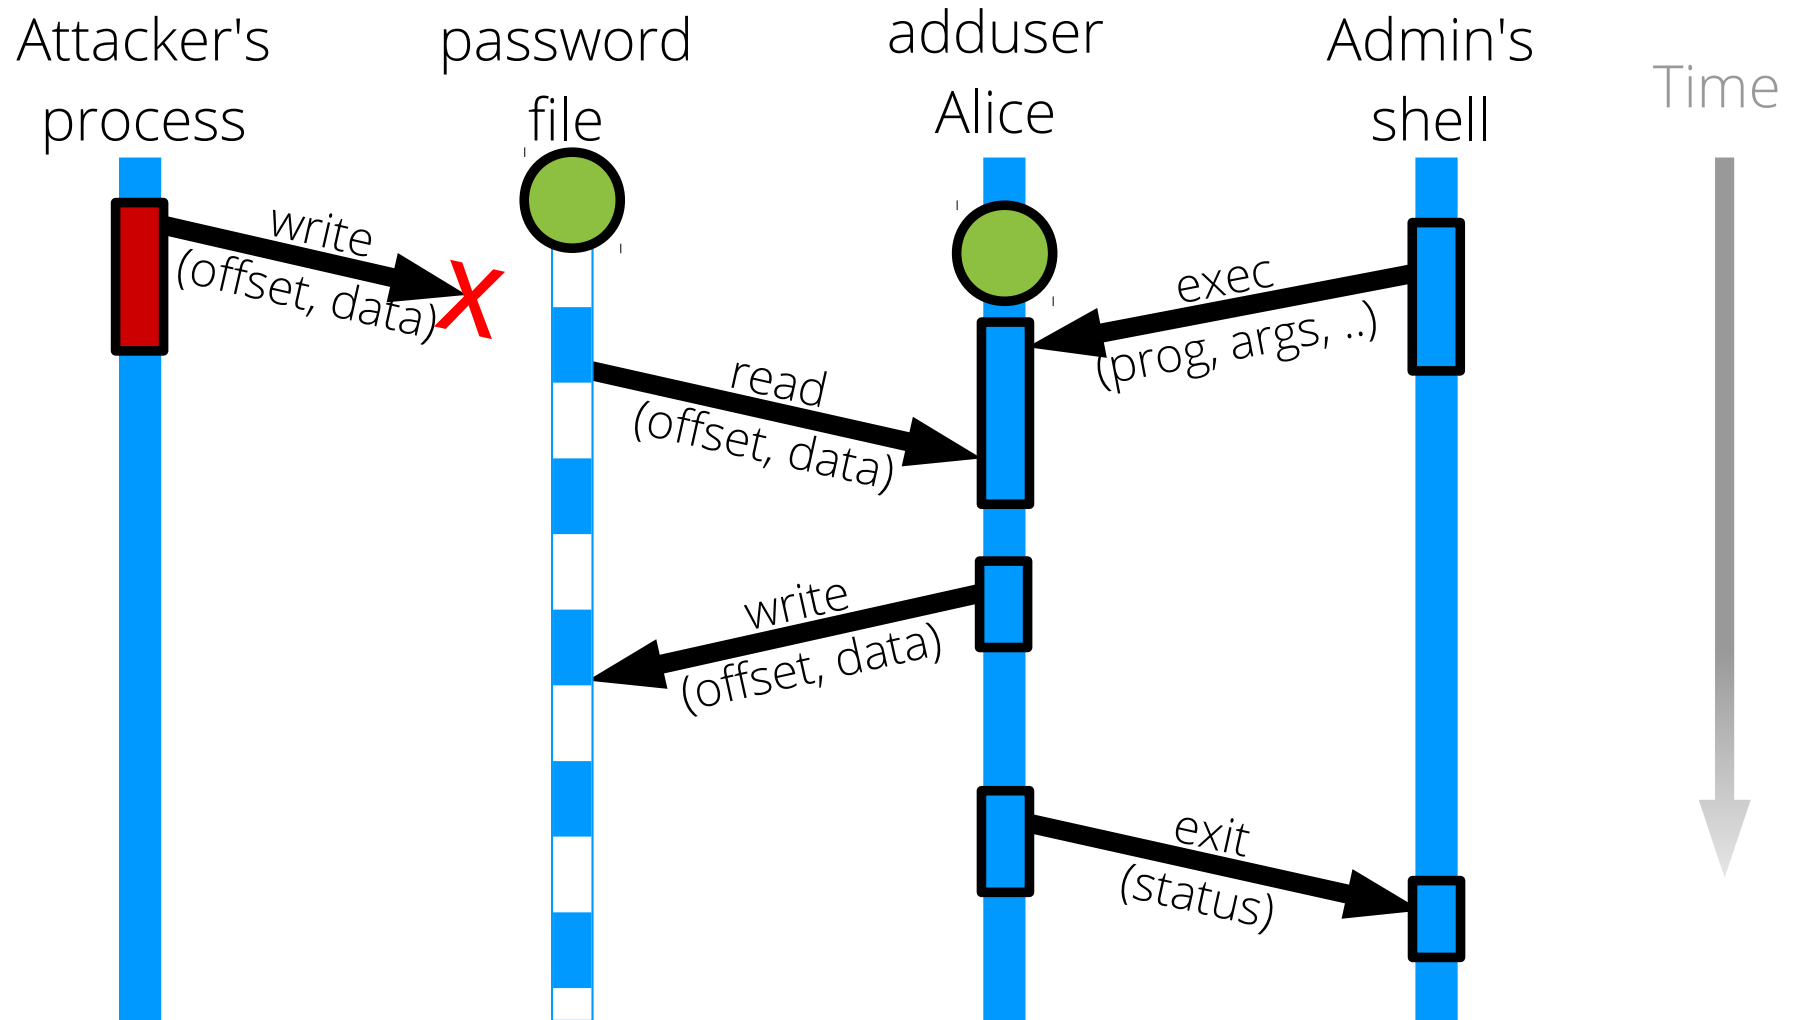 Attacker's
process
password
file
adduser
Alice
Admin's
shell
Time
write
(offset, data)
X
exec
(prog, args, ..)
read
(offset, data)
write
(offset, data)
exit
(status)